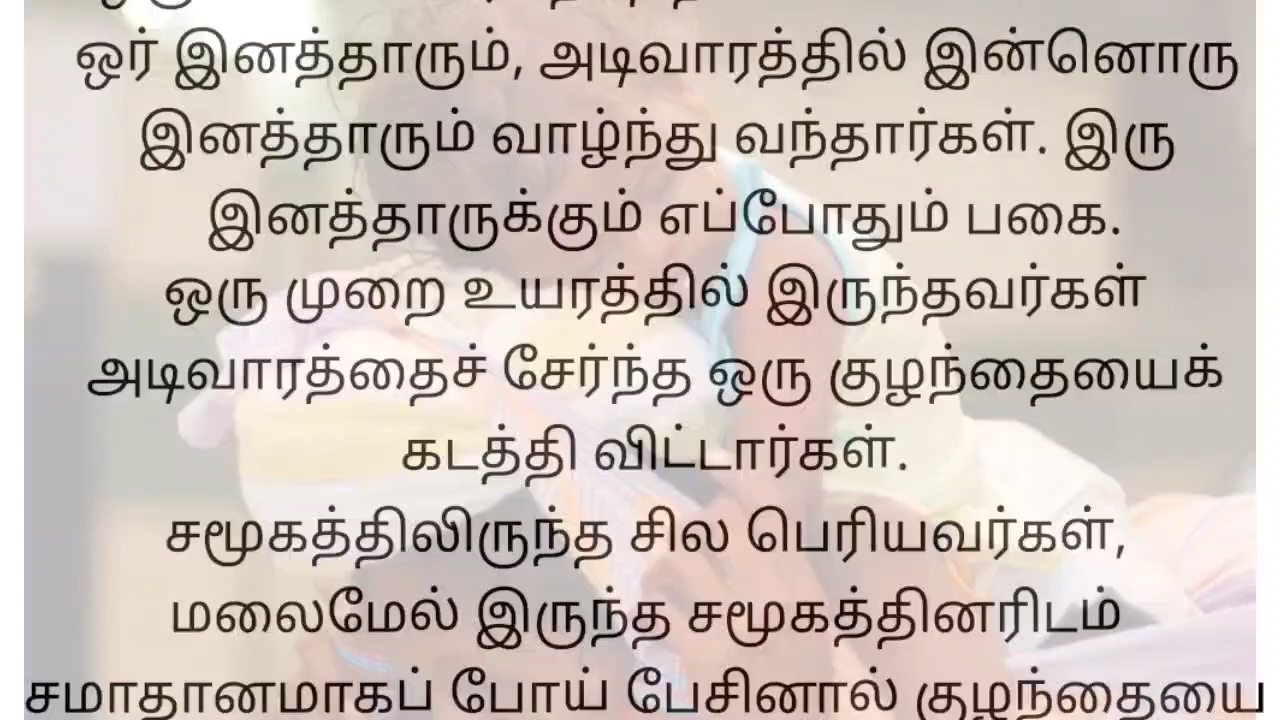 ஓர் இனத்தாரும், அடிவாரத்தில் இன்னொரு
இனத்தாரும் வாழ்ந்து வந்தார்கள். இரு
இனத்தாருக்கும் எப்போதும் பகை.
ஒரு முறை உயரத்தில் இருந்தவர்கள்
அடிவாரத்தைச் சேர்ந்த ஒரு குழந்தையைக்
கடத்தி விட்டார்கள்.
சமூகத்திலிருந்த சில பெரியவர்கள்,
மலைமேல் இருந்த சமூகத்தினரிடம்
சமாதானமாகப் போய் பேசினால் குழந்தையை